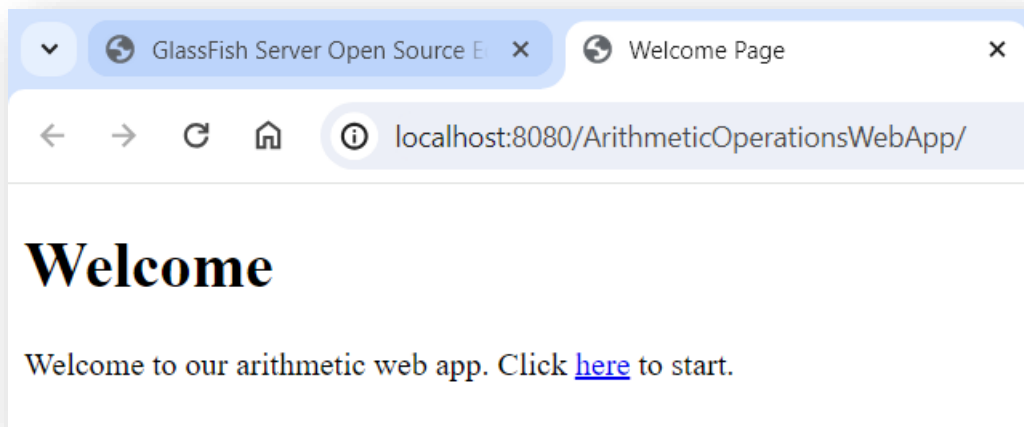 GlassFish Server Open Source E
Welcome Page
localhost:8080/ArithmeticOperationsWebApp/
Welcome
Welcome to our arithmetic web app. Click here to start.